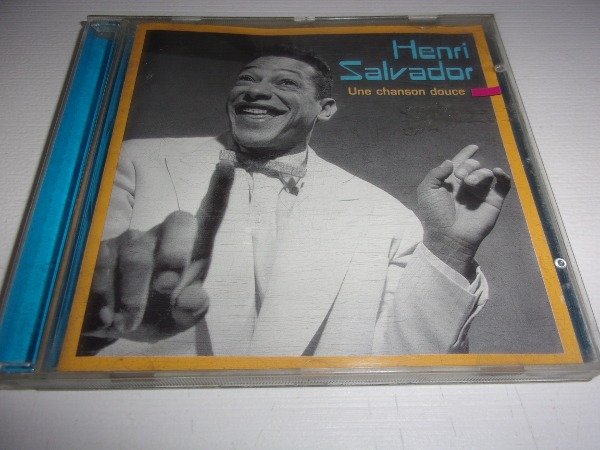 Henri
Salvador
Une chanson douce